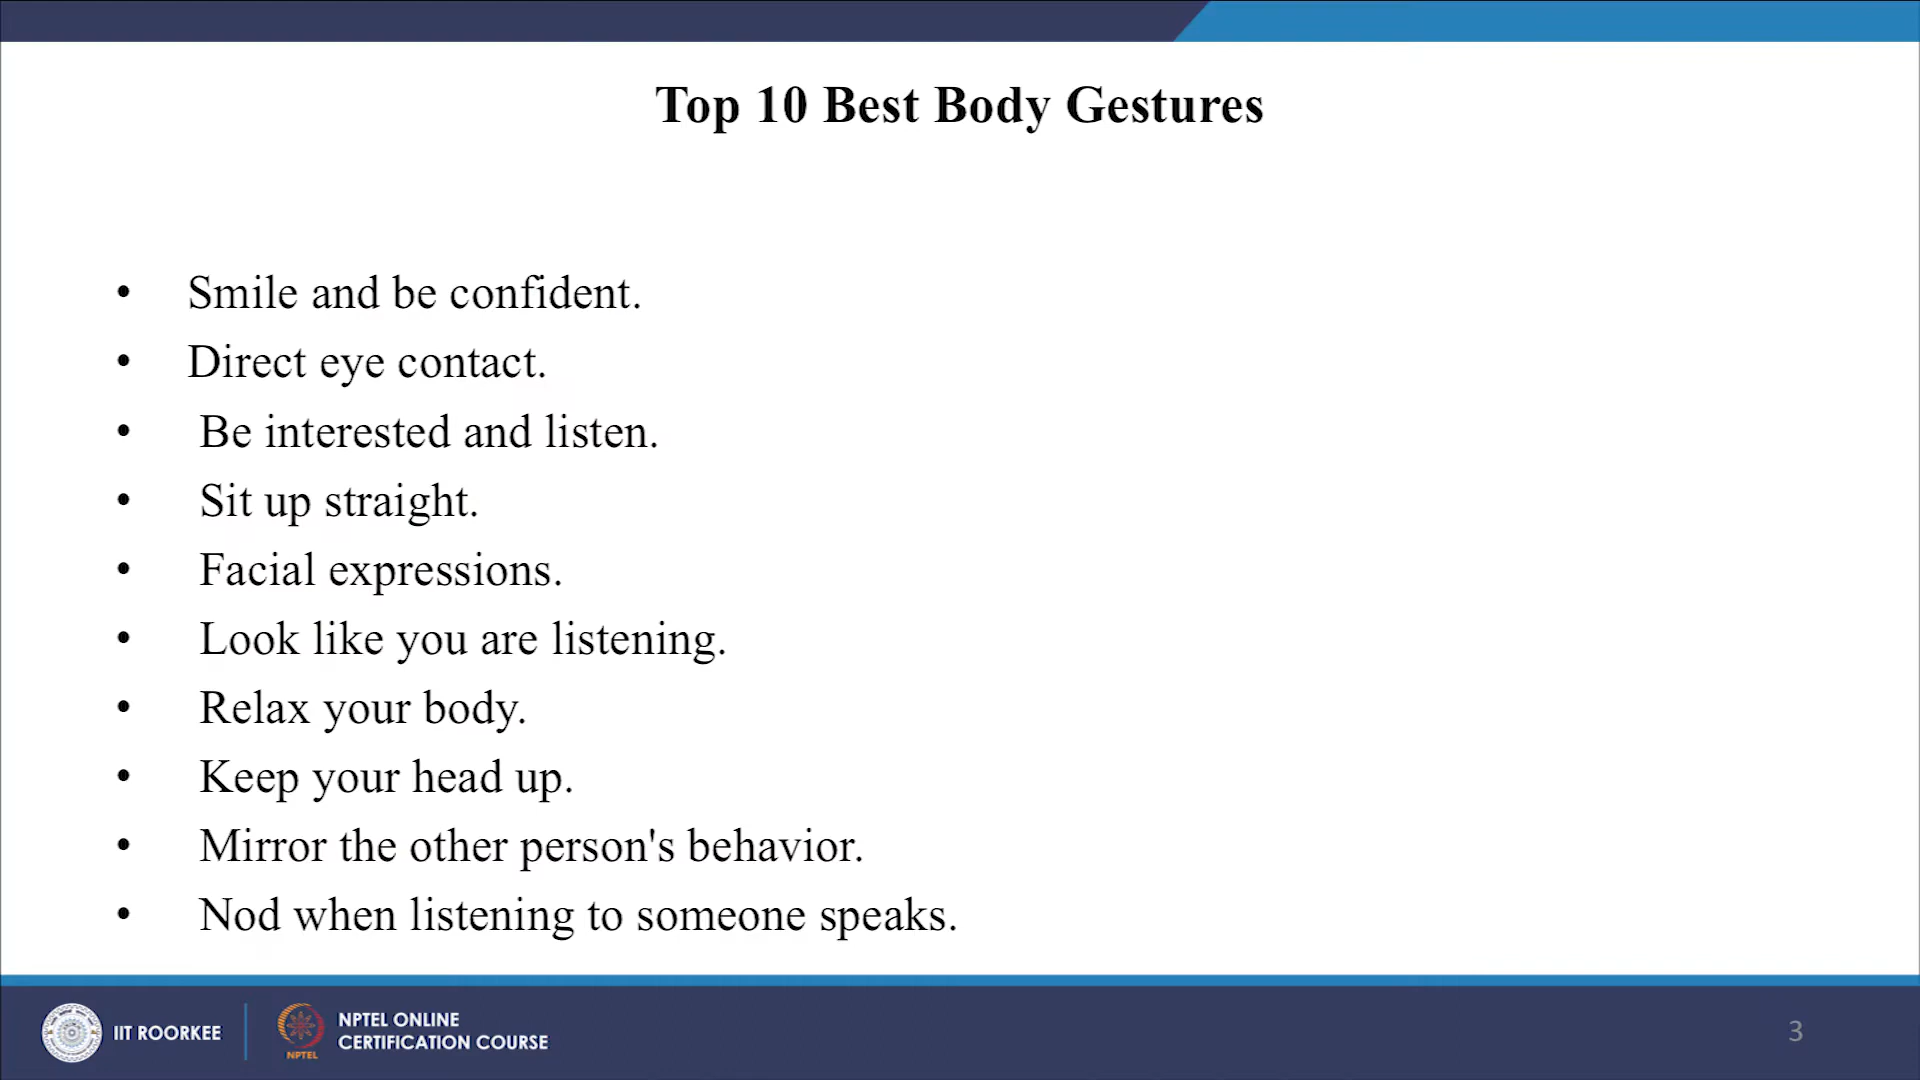 Top 10 Best Body Gestures
• Smile and be confident.
• Direct eye contact.
• Be interested and listen.
• Sit up straight.
• Facial expressions.
• Look like you are listening.
• Relax your body.
• Keep your head up.
• Mirror the other person's behavior.
• Nod when listening to someone speaks.
IIT ROORKEE
NPTEL
NPTEL ONLINE
CERTIFICATION COURSE
3